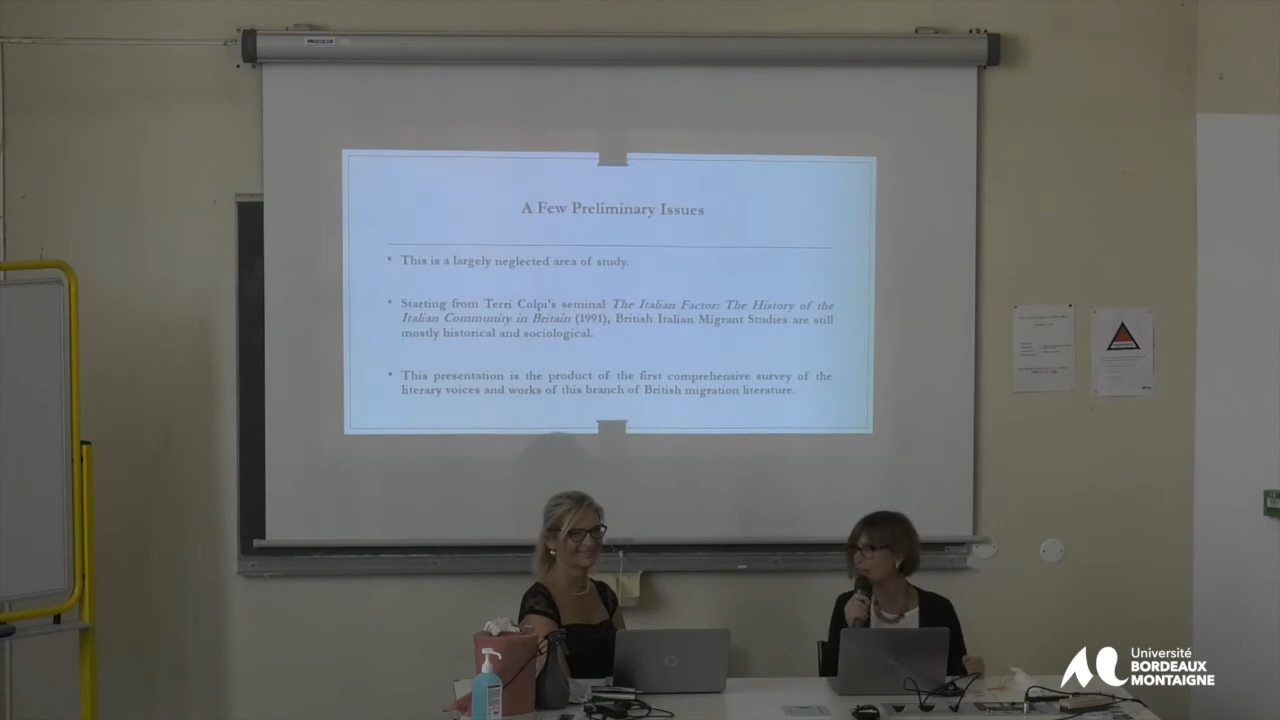 PROCOLOR
A Few Preliminary Issues
• This is a largely neglected area of study.
• Starting from Terri Colpi's seminal The Italian Factor: The History of the
Italian Community in Britain (1991), British Italian Migrant Studies are still
mostly historical and sociological.
• This presentation is the product of the first comprehensive survey of the
literary voices and works of this branch of British migration literature.
hp
Université
BORDEAUX
MONTAIGNE